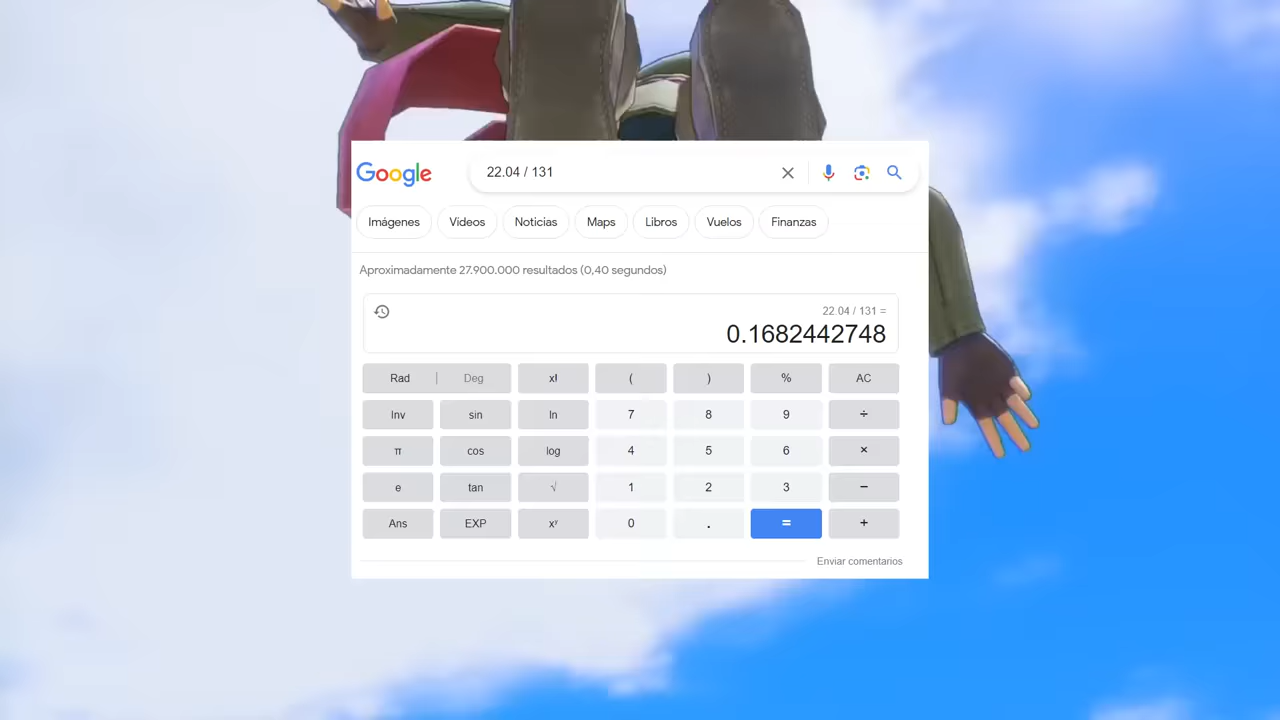 Google 22.04 / 131
Imágenes Videos Noticias Maps Libros Vuelos Finanzas
Aproximadamente 27.900.000 resultados (0,40 segundos)
22.04 / 131 =
0.1682442748
Rad | Deg x! ( ) % AC
Inv sin ln 7 8 9 ÷
π cos log 4 5 6 ×
e tan √ 1 2 3 −
Ans EXP xʸ 0 . = +
Enviar comentarios